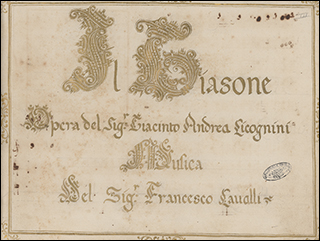 Il Giasone
Opera del Sig.r Giacinto Andrea Cicognini
Musica
Del Sig.r Francesco Cavalli